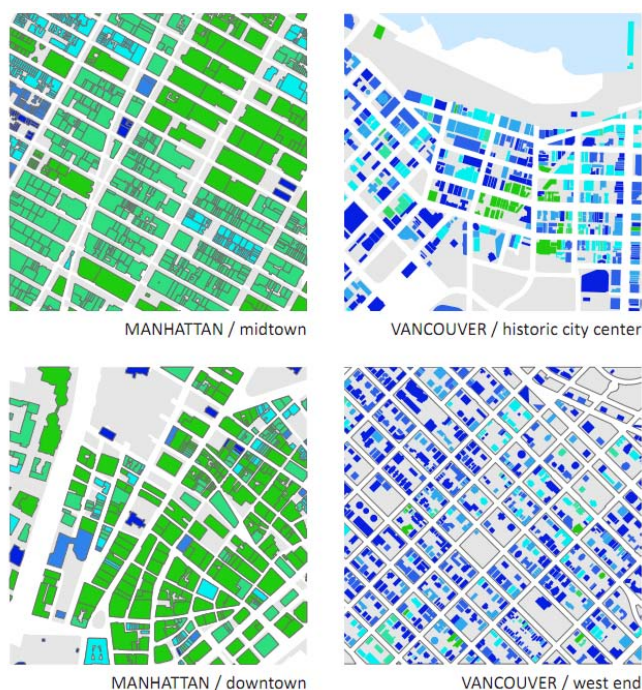 MANHATTAN / midtown
VANCOUVER / historic city center
MANHATTAN / downtown
VANCOUVER / west end